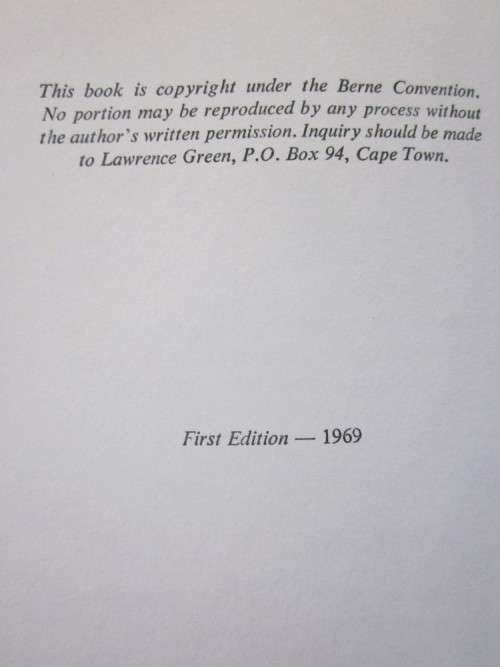 This book is copyright under the Berne Convention.
No portion may be reproduced by any process without
the author's written permission. Inquiry should be made
to Lawrence Green, P.O. Box 94, Cape Town.
First Edition — 1969